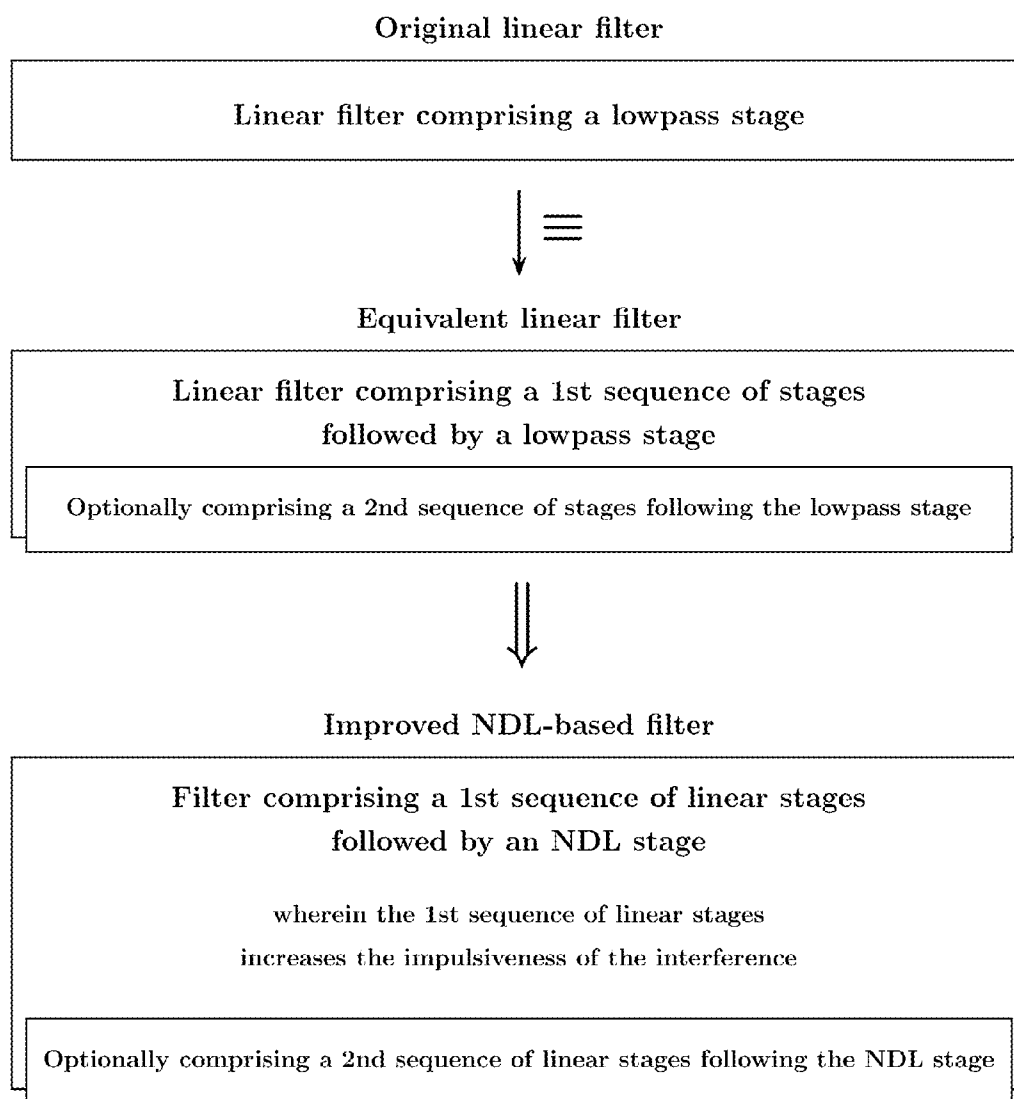 Original linear filter
Linear filter comprising a lowpass stage
≡
Equivalent linear filter
Linear filter comprising a 1st sequence of stages
followed by a lowpass stage
Optionally comprising a 2nd sequence of stages following the lowpass stage
Improved NDL-based filter
Filter comprising a 1st sequence of linear stages
followed by an NDL stage
wherein the 1st sequence of linear stages
increases the impulsiveness of the interference
Optionally comprising a 2nd sequence of linear stages following the NDL stage